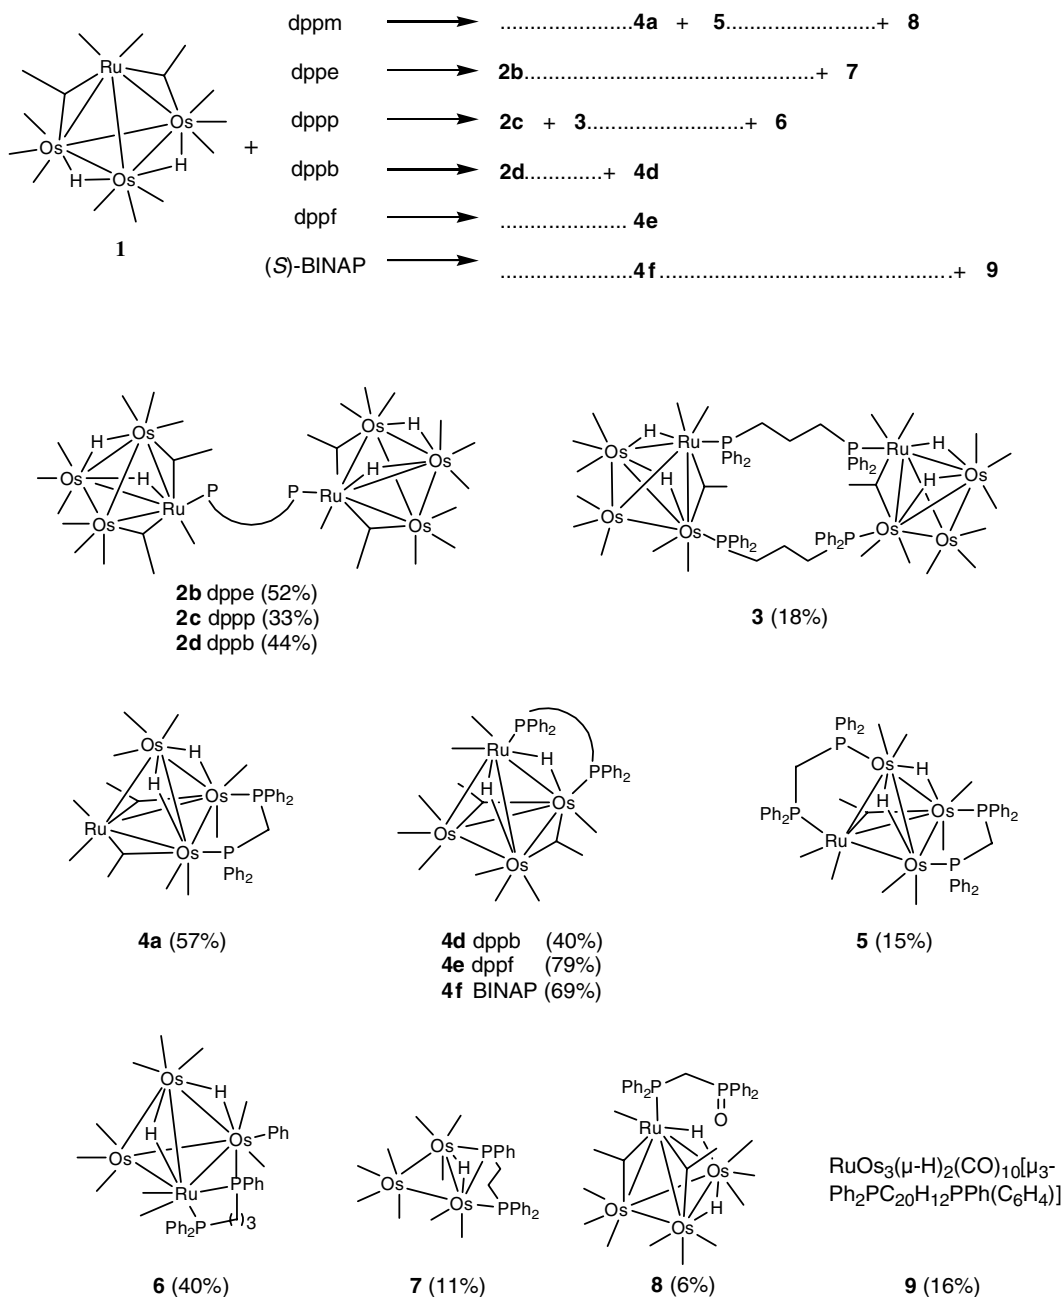 dppm ......................4a + 5......................... + 8
dppe 2b................................................+ 7
Ru
dppp 2c + 3..........................+ 6
Os
Os
+
dppb 2d.............+ 4d
H
H
Os
dppf ..................... 4e
1
(S)-BINAP ......................4f.................................................+ 9
Os
H
Os
H
H
H
Os
Os
Ru
P
P
Ru
Os
Os
2b dppe (52%)
2c dppp (33%)
2d dppb (44%)
H
Ru
P
Ph2
P
Ph2
Ru
H
Os
Os
H
H
Os
Os
PPh2
Ph2P
Os
Os
Os
3 (18%)
Os
H
H
Os
PPh2
Ru
Os
P
Ph2
4a (57%)
PPh2
Ru
H
H
PPh2
Os
Os
Os
4d dppb (40%)
4e dppf (79%)
4f BINAP (69%)
Ph2
P
Os
H
H
Ph2P
Os
PPh2
Ru
Os
P
Ph2
5 (15%)
Os
H
H
Os
Ph
Os
Ru
PPh
Ph2P
( )3
6 (40%)
Os
PPh
H
Os
Os
PPh2
7 (11%)
Ph2P
PPh2
O
Ru
H
Os
H
Os
Os
8 (6%)
RuOs3(μ-H)2(CO)10[μ3-
Ph2PC20H12PPh(C6H4)]
9 (16%)